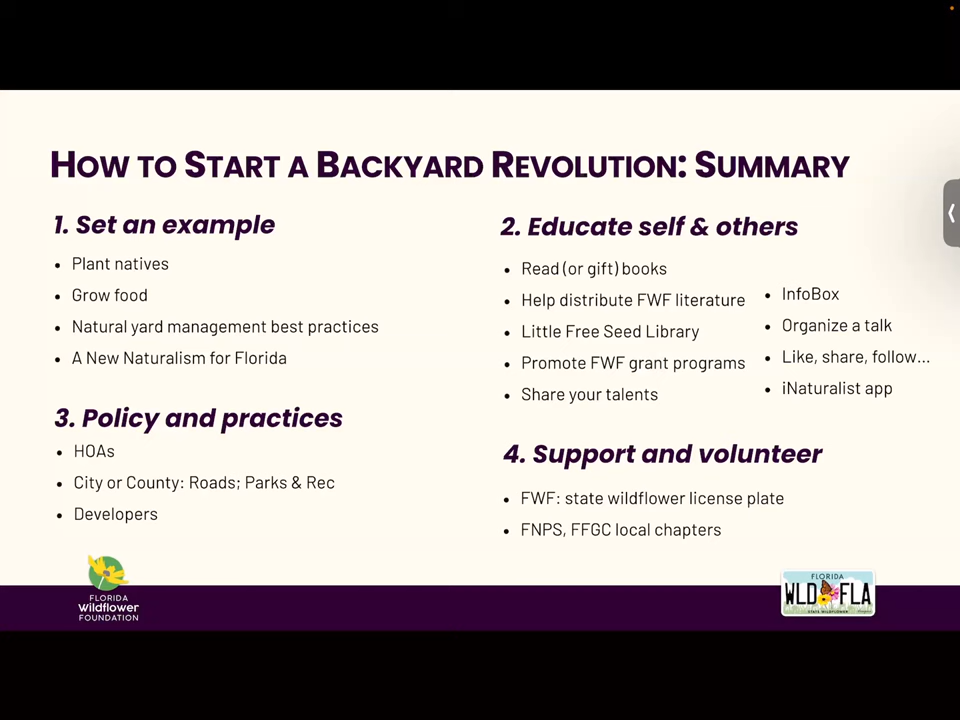 How to Start a Backyard Revolution: Summary
1. Set an example
• Plant natives
• Grow food
• Natural yard management best practices
• A New Naturalism for Florida
2. Educate self & others
• Read (or gift) books
• Help distribute FWF literature
• Little Free Seed Library
• Promote FWF grant programs
• Share your talents
• InfoBox
• Organize a talk
• Like, share, follow...
• iNaturalist app
3. Policy and practices
• HOAs
• City or County: Roads; Parks & Rec
• Developers
4. Support and volunteer
• FWF: state wildflower license plate
• FNPS, FFGC local chapters
FLORIDA
Wildflower
FOUNDATION
FLORIDA
WLD FLA
STATE WILDFLOWER